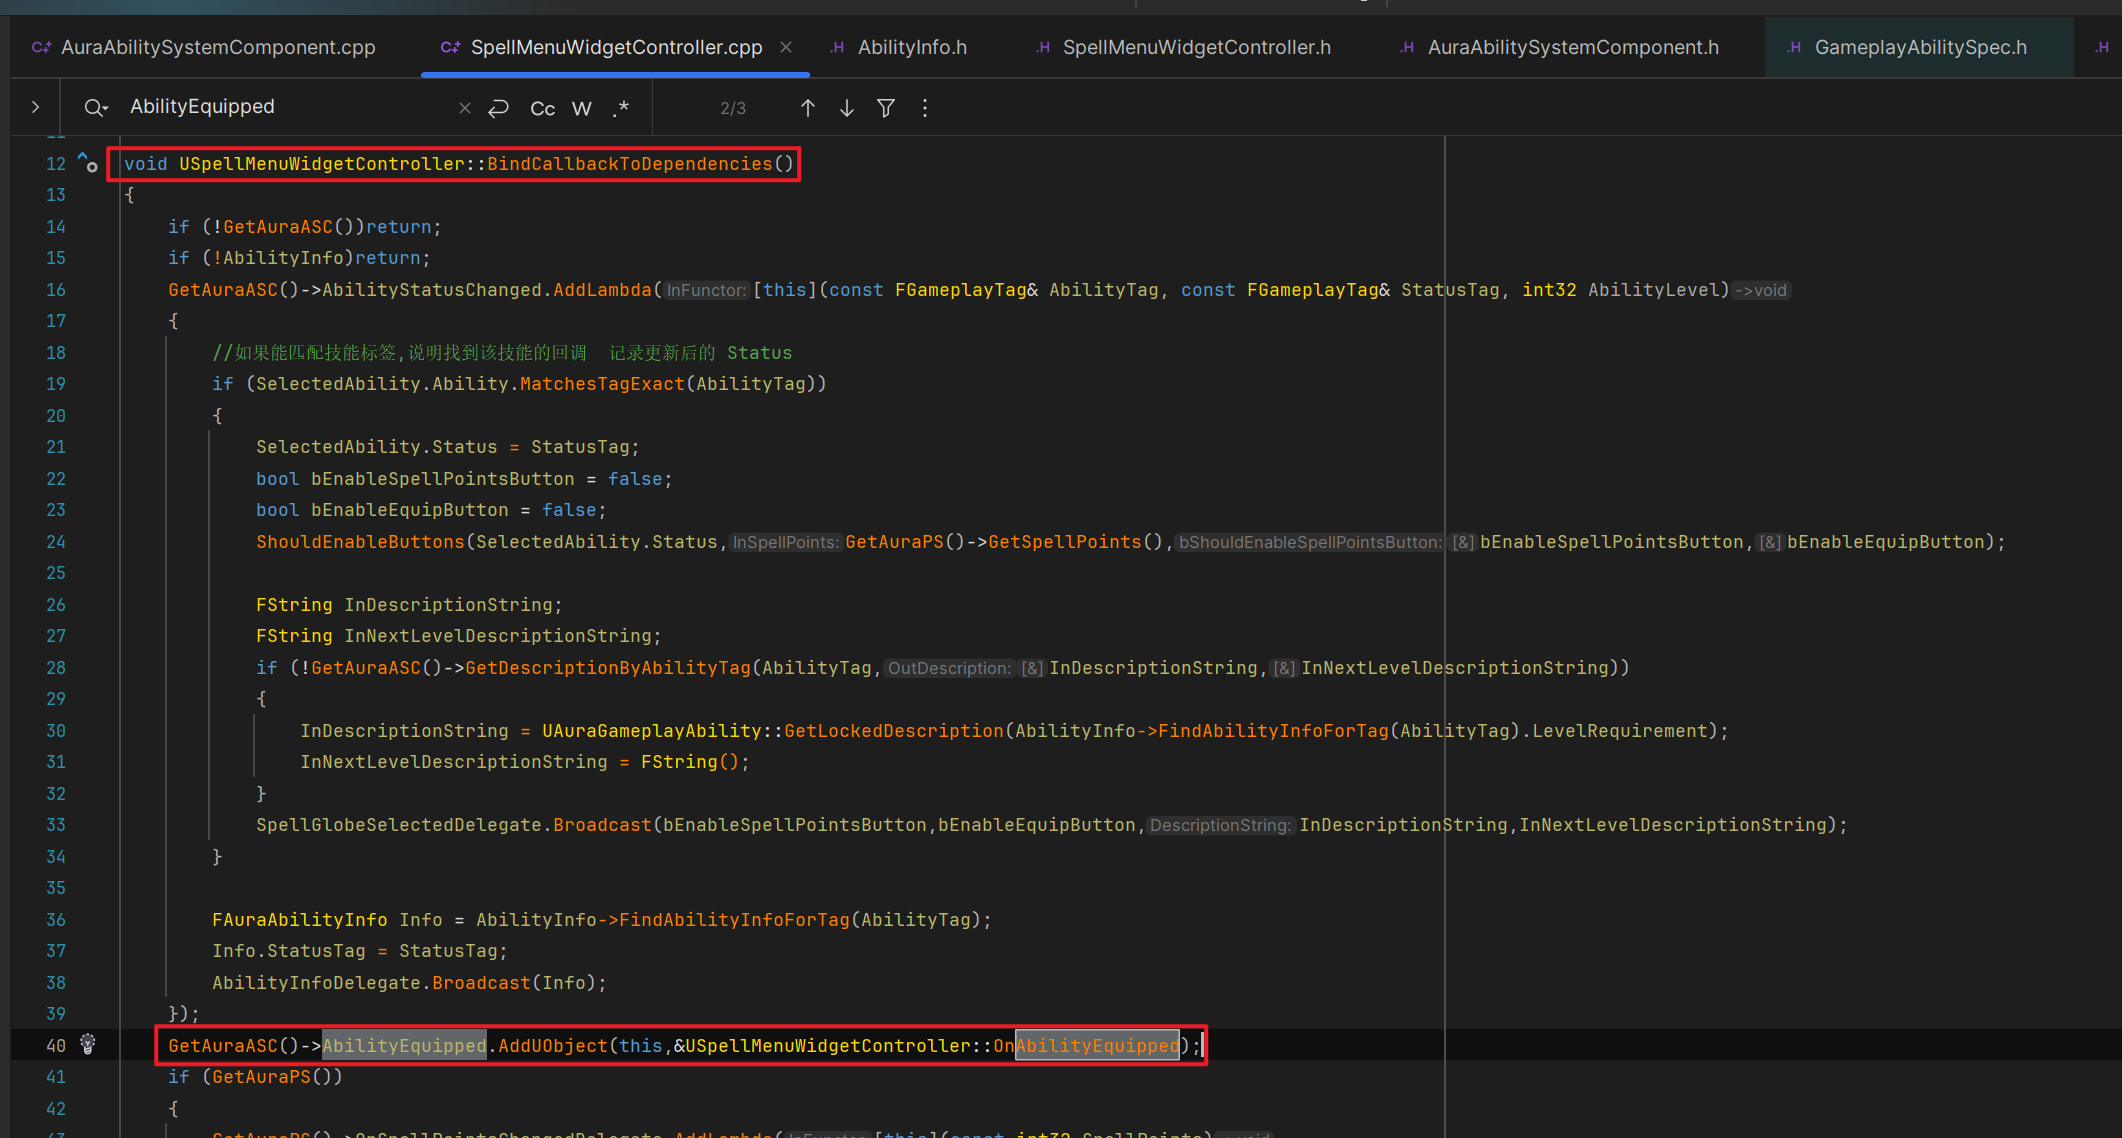 C+ AuraAbilitySystemComponent.cpp C+ SpellMenuWidgetController.cpp × .H AbilityInfo.h .H SpellMenuWidgetController.h .H AuraAbilitySystemComponent.h .H GameplayAbilitySpec.h .H
AbilityEquipped × Cc W .* 2/3
12 void USpellMenuWidgetController::BindCallbackToDependencies()
13 {
14 if (!GetAuraASC())return;
15 if (!AbilityInfo)return;
16 GetAuraASC()->AbilityStatusChanged.AddLambda(InFunctor:[this](const FGameplayTag& AbilityTag, const FGameplayTag& StatusTag, int32 AbilityLevel)->void
17 {
18 //如果能匹配技能标签,说明找到该技能的回调 记录更新后的 Status
19 if (SelectedAbility.Ability.MatchesTagExact(AbilityTag))
20 {
21 SelectedAbility.Status = StatusTag;
22 bool bEnableSpellPointsButton = false;
23 bool bEnableEquipButton = false;
24 ShouldEnableButtons(SelectedAbility.Status,InSpellPoints:GetAuraPS()->GetSpellPoints(),bShouldEnableSpellPointsButton:[&]bEnableSpellPointsButton,[&]bEnableEquipButton);
25
26 FString InDescriptionString;
27 FString InNextLevelDescriptionString;
28 if (!GetAuraASC()->GetDescriptionByAbilityTag(AbilityTag,OutDescription:[&]InDescriptionString,[&]InNextLevelDescriptionString))
29 {
30 InDescriptionString = UAuraGameplayAbility::GetLockedDescription(AbilityInfo->FindAbilityInfoForTag(AbilityTag).LevelRequirement);
31 InNextLevelDescriptionString = FString();
32 }
33 SpellGlobeSelectedDelegate.Broadcast(bEnableSpellPointsButton,bEnableEquipButton,DescriptionString:InDescriptionString,InNextLevelDescriptionString);
34 }
35
36 FAuraAbilityInfo Info = AbilityInfo->FindAbilityInfoForTag(AbilityTag);
37 Info.StatusTag = StatusTag;
38 AbilityInfoDelegate.Broadcast(Info);
39 });
40 GetAuraASC()->AbilityEquipped.AddUObject(this,&USpellMenuWidgetController::OnAbilityEquipped);
41 if (GetAuraPS())
42 {